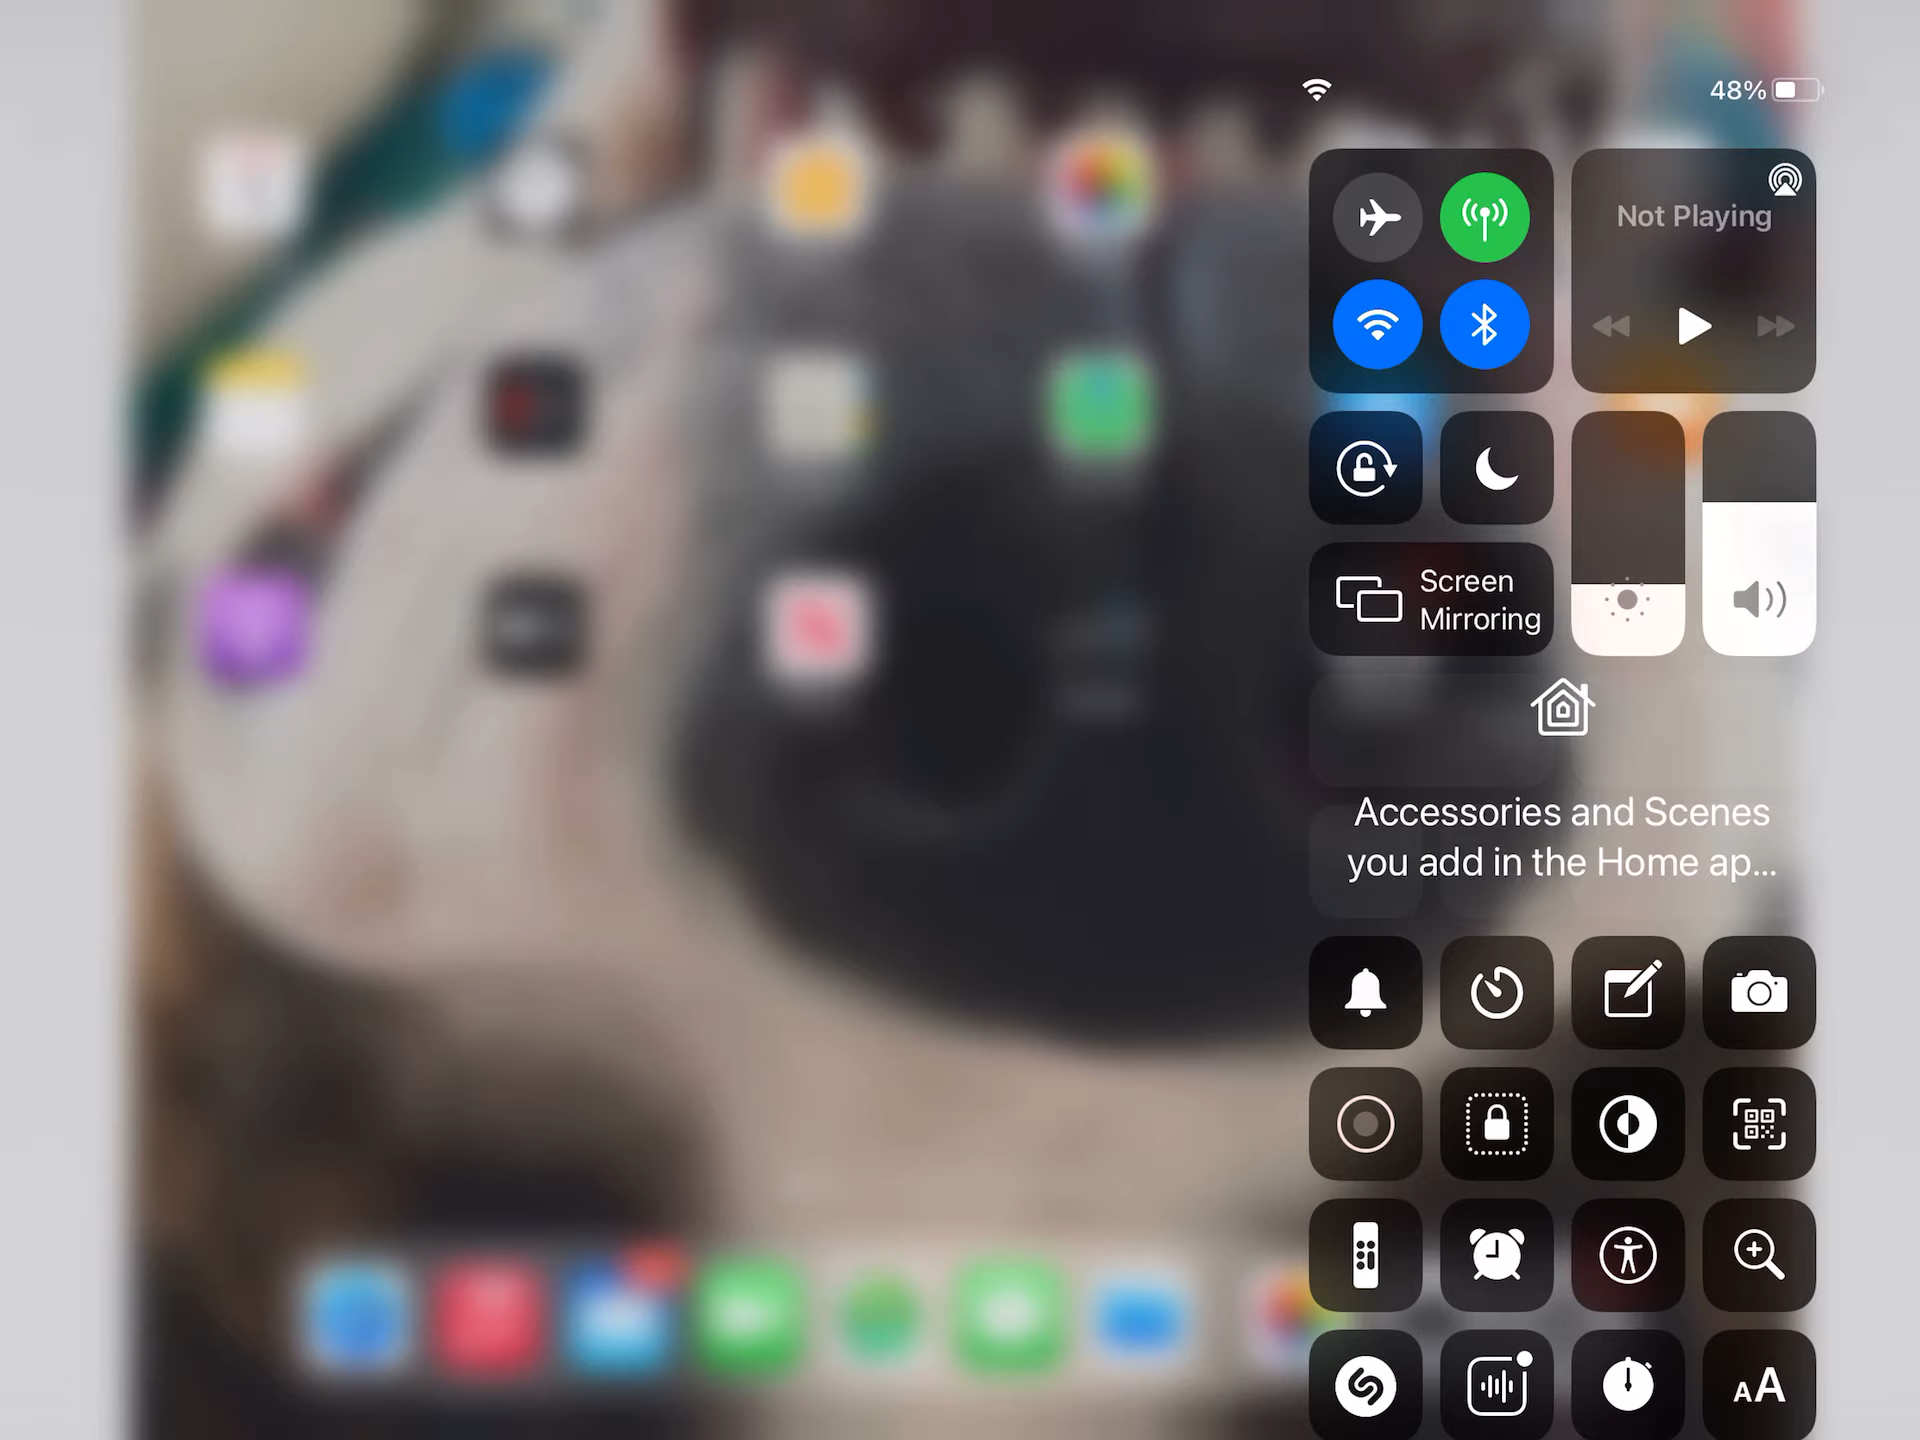 48%
Not Playing
Screen
Mirroring
Accessories and Scenes
you add in the Home ap...
AA